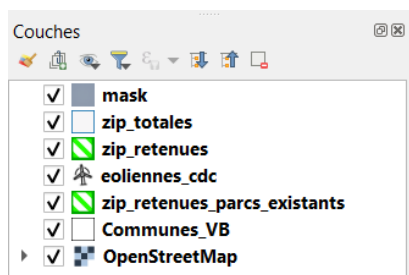 Couches
mask
zip_totales
zip_retenues
eoliennes_cdc
zip_retenues_parcs_existants
Communes_VB
OpenStreetMap